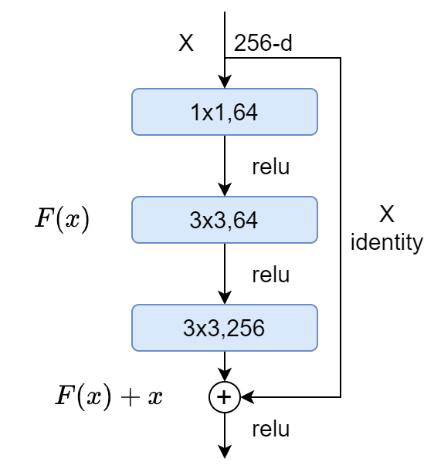 X 256-d
1x1,64
relu
F(x) 3x3,64 X
identity
relu
3x3,256
F(x) + x +
relu